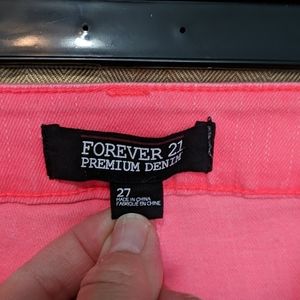 FOREVER 21
PREMIUM DENIM
27
MADE IN CHINA
FABRIQUÉ EN CHINE